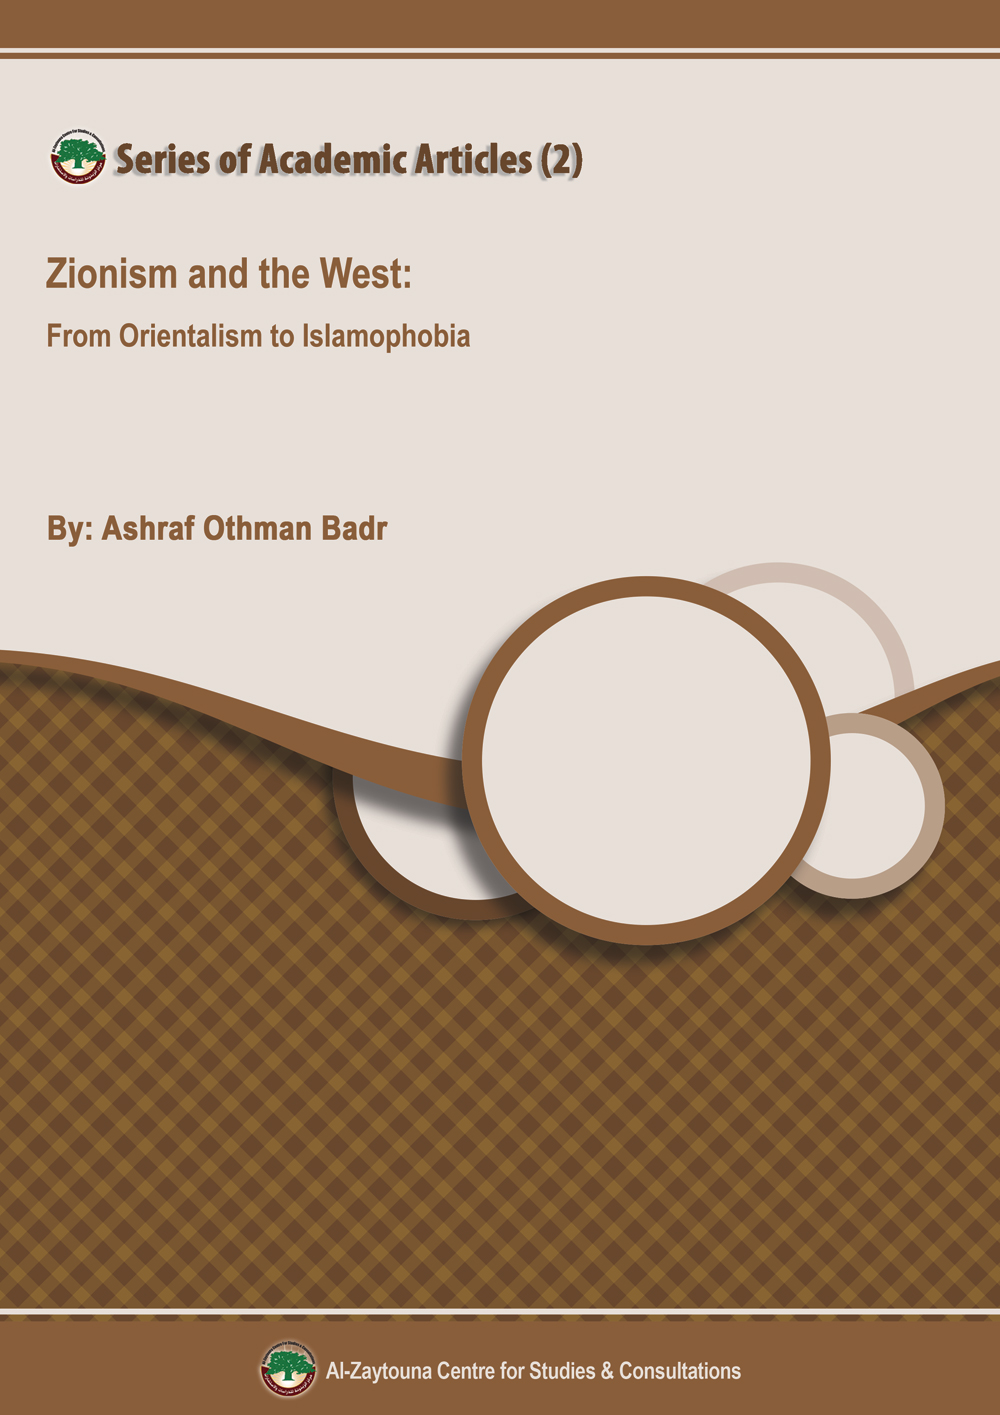 Series of Academic Articles (2)
Zionism and the West:
From Orientalism to Islamophobia
By: Ashraf Othman Badr
Al-Zaytouna Centre for Studies & Consultations